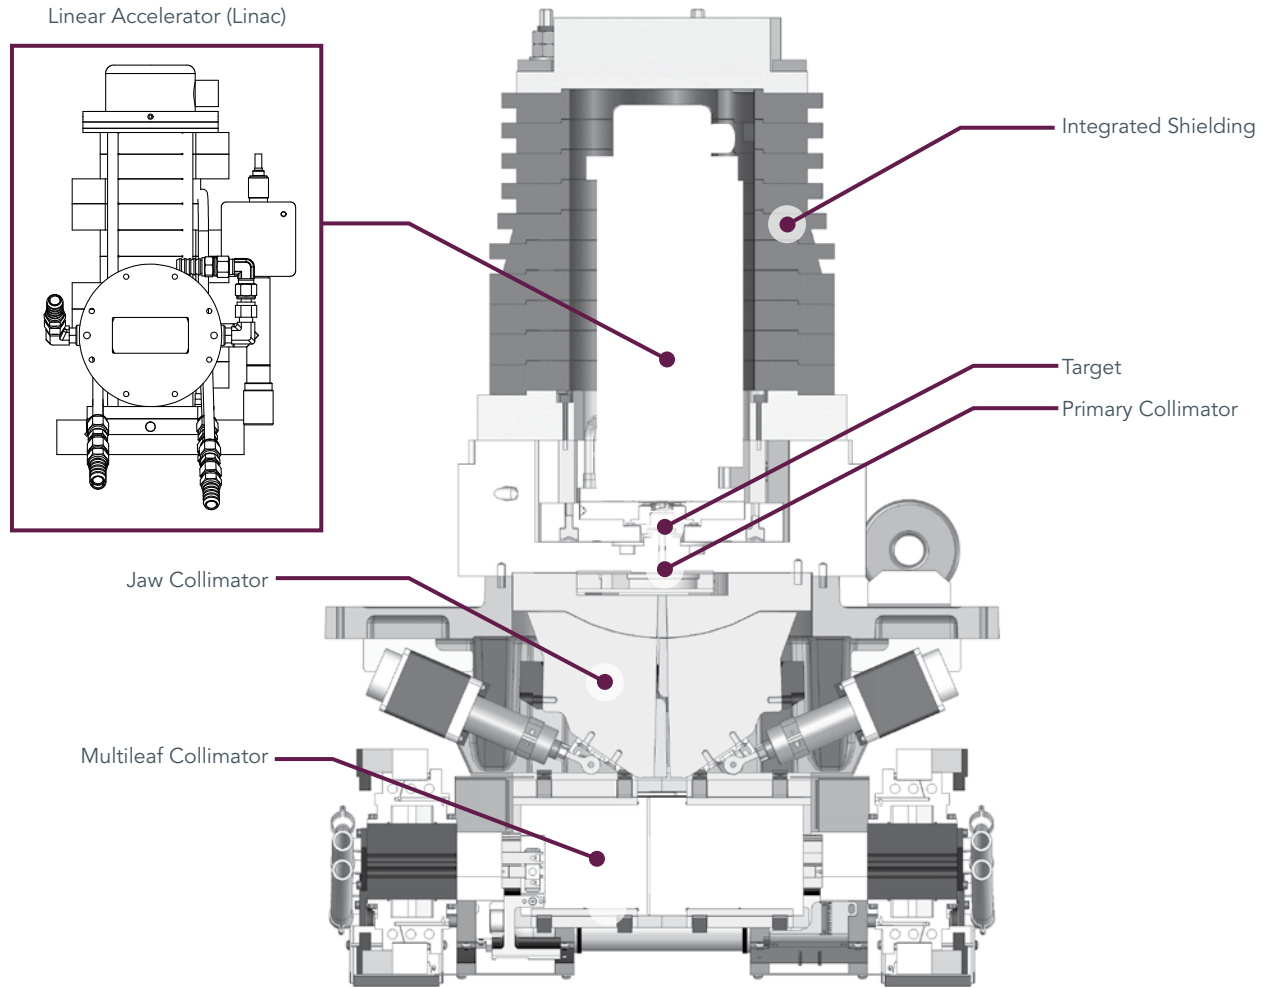 Linear Accelerator (Linac)
Integrated Shielding
Target
Primary Collimator
Jaw Collimator
Multileaf Collimator